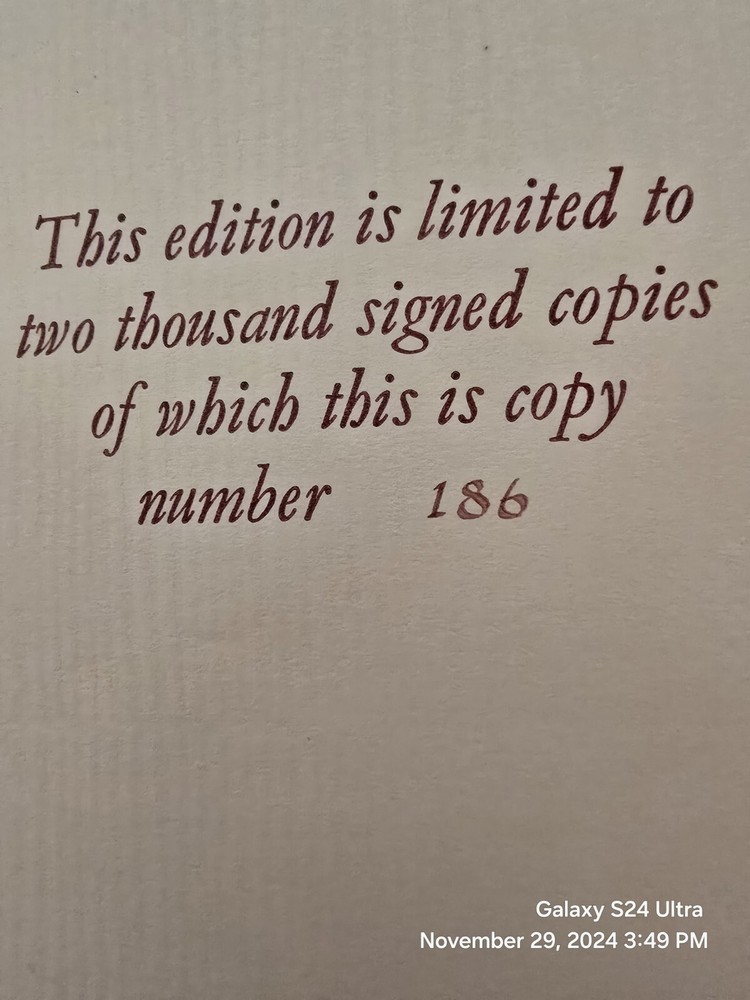 This edition is limited to
two thousand signed copies
of which this is copy
number 186
Galaxy S24 Ultra
November 29, 2024 3:49 PM